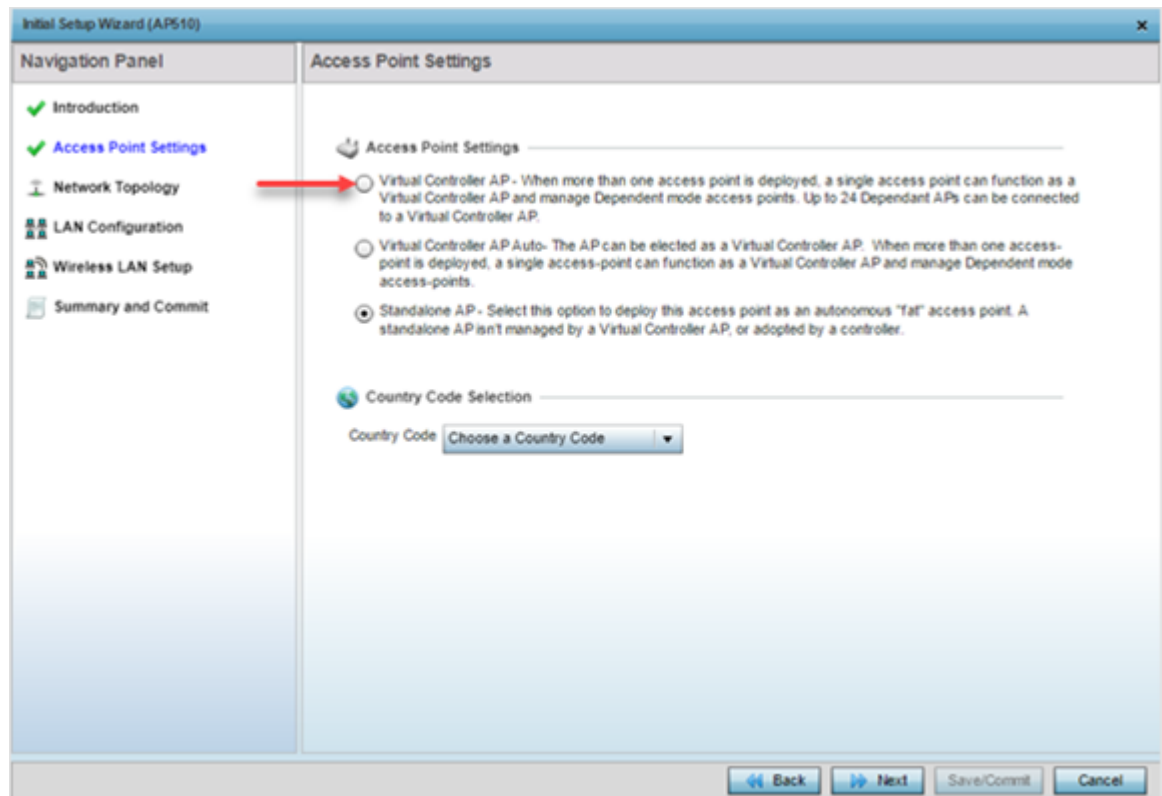 Initial Setup Wizard (AP510)
Navigation Panel
Access Point Settings
Introduction
Access Point Settings
Network Topology
LAN Configuration
Wireless LAN Setup
Summary and Commit
Access Point Settings
Virtual Controller AP - When more than one access point is deployed, a single access point can function as a
Virtual Controller AP and manage Dependent mode access points. Up to 24 Dependant APs can be connected
to a Virtual Controller AP.
Virtual Controller AP Auto- The AP can be elected as a Virtual Controller AP. When more than one access-
point is deployed, a single access-point can function as a Virtual Controller AP and manage Dependent mode
access-points.
Standalone AP - Select this option to deploy this access point as an autonomous "fat" access point. A
standalone AP isn't managed by a Virtual Controller AP, or adopted by a controller.
Country Code Selection
Country Code Choose a Country Code
Back Next Save/Commit Cancel